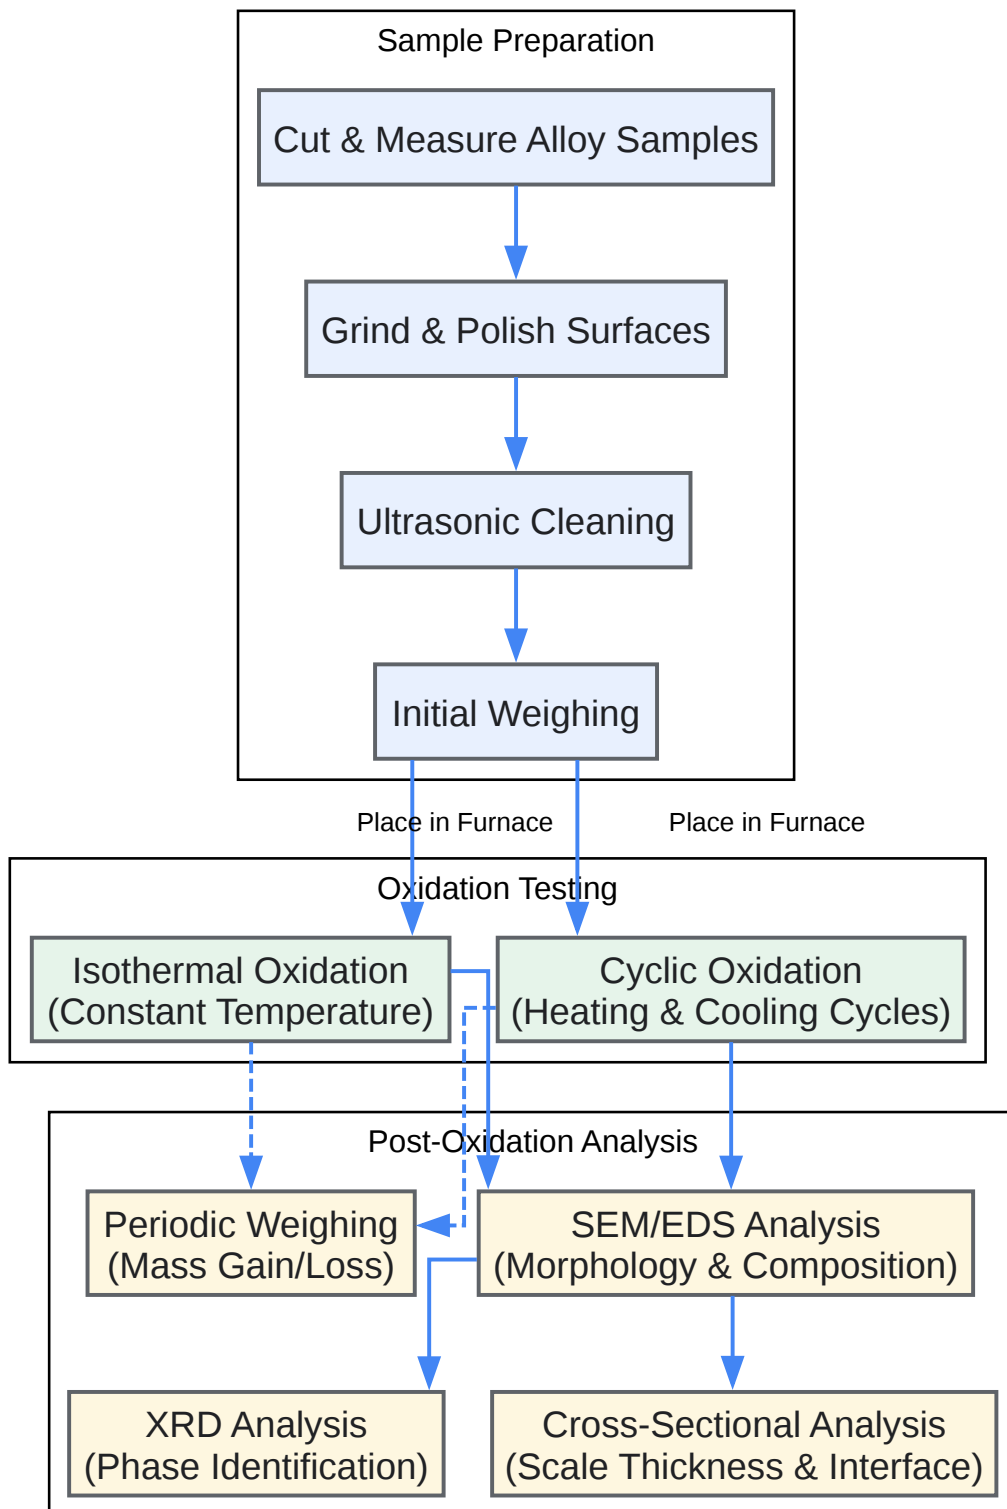 Sample Preparation
Cut & Measure Alloy Samples
Grind & Polish Surfaces
Ultrasonic Cleaning
Initial Weighing
Place in Furnace
Place in Furnace
Oxidation Testing
Isothermal Oxidation
(Constant Temperature)
Cyclic Oxidation
(Heating & Cooling Cycles)
Post-Oxidation Analysis
Periodic Weighing
(Mass Gain/Loss)
SEM/EDS Analysis
(Morphology & Composition)
XRD Analysis
(Phase Identification)
Cross-Sectional Analysis
(Scale Thickness & Interface)